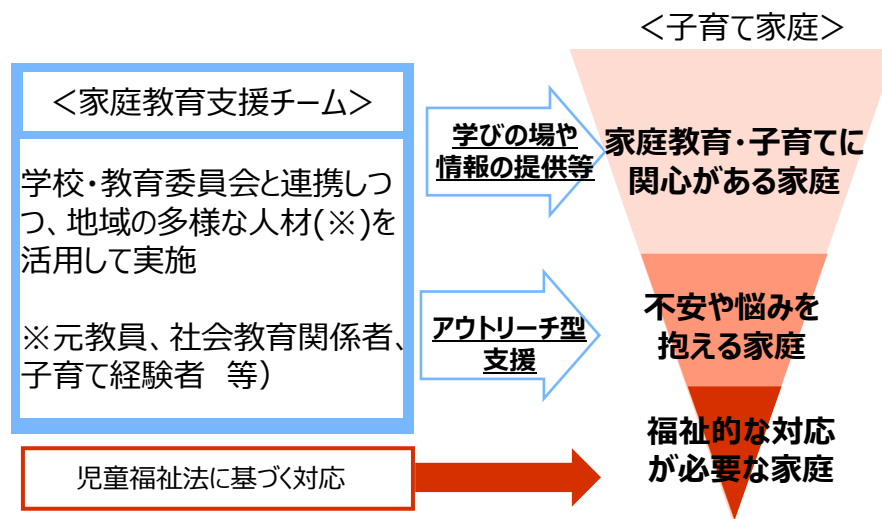 ＜子育て家庭＞
＜家庭教育支援チーム＞
学校・教育委員会と連携しつ
つ、地域の多様な人材(※)を
活用して実施
※元教員、社会教育関係者、
子育て経験者　等）
学びの場や
情報の提供等
家庭教育・子育てに
関心がある家庭
アウトリーチ型
支援
不安や悩みを
抱える家庭
児童福祉法に基づく対応
福祉的な対応
が必要な家庭